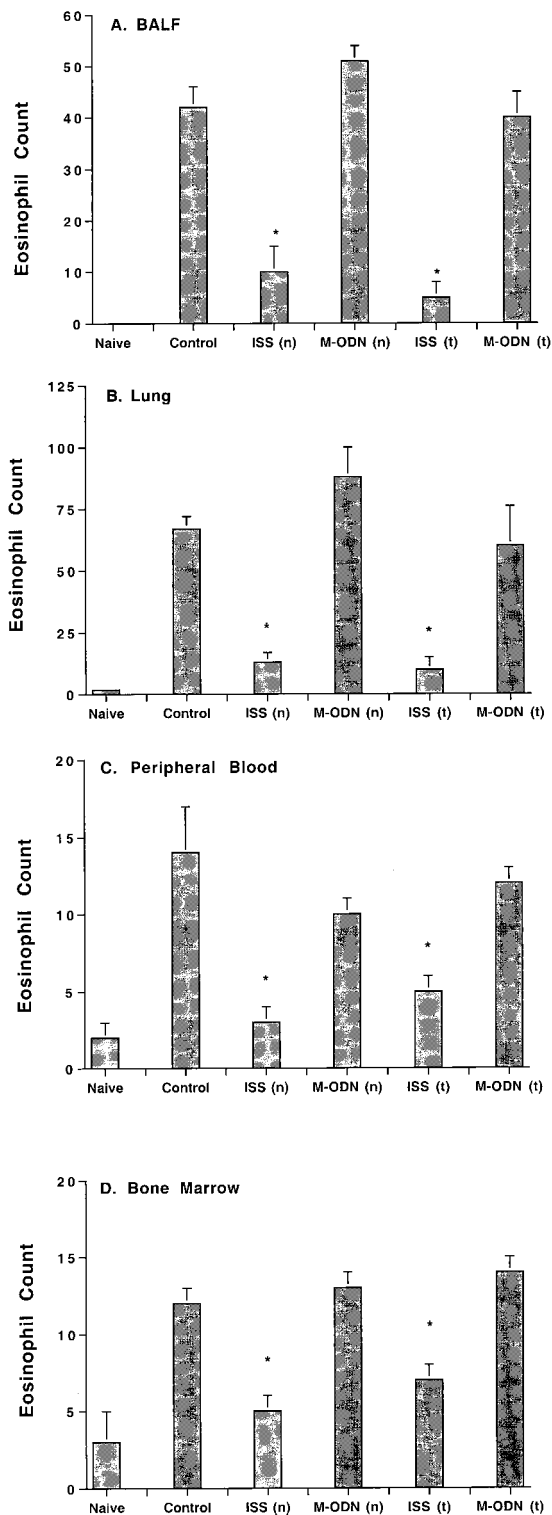 A. BALF
Eosinophil Count
60
50
40
30
20
10
0
Naive Control ISS (n) M-ODN (n) ISS (t) M-ODN (t)
*
*
B. Lung
Eosinophil Count
125
100
75
50
25
0
Naive Control ISS (n) M-ODN (n) ISS (t) M-ODN (t)
*
*
C. Peripheral Blood
Eosinophil Count
20
15
10
5
0
Naive Control ISS (n) M-ODN (n) ISS (t) M-ODN (t)
*
*
D. Bone Marrow
Eosinophil Count
20
15
10
5
0
Naive Control ISS (n) M-ODN (n) ISS (t) M-ODN (t)
*
*